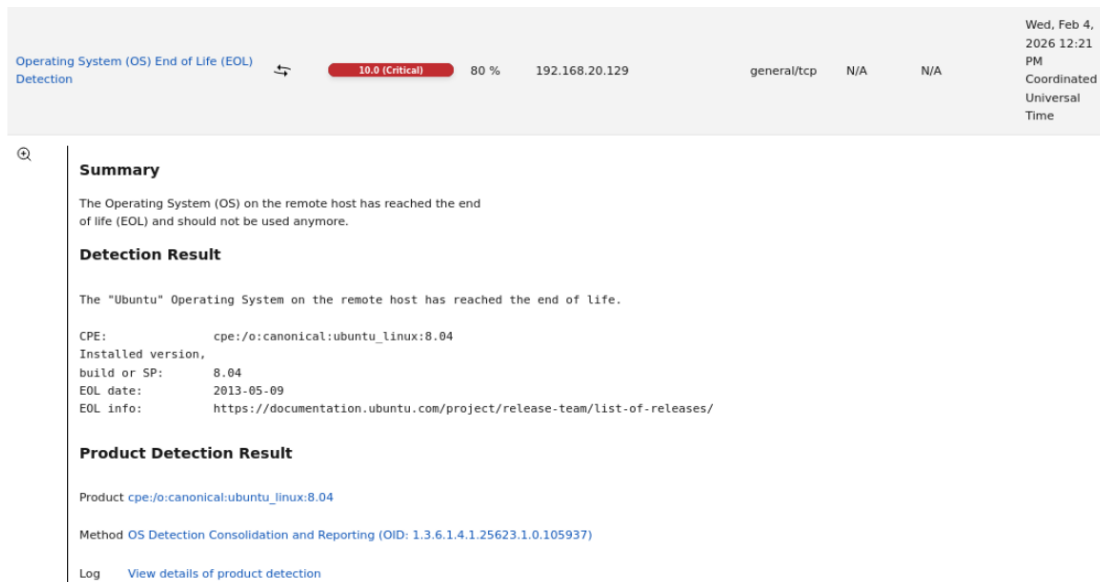 Operating System (OS) End of Life (EOL)
Detection
10.0 (Critical)
80 %
192.168.20.129
general/tcp
N/A
N/A
Wed, Feb 4,
2026 12:21
PM
Coordinated
Universal
Time
Summary
The Operating System (OS) on the remote host has reached the end
of life (EOL) and should not be used anymore.
Detection Result
The "Ubuntu" Operating System on the remote host has reached the end of life.
CPE: cpe:/o:canonical:ubuntu_linux:8.04
Installed version,
build or SP: 8.04
EOL date: 2013-05-09
EOL info: https://documentation.ubuntu.com/project/release-team/list-of-releases/
Product Detection Result
Product cpe:/o:canonical:ubuntu_linux:8.04
Method OS Detection Consolidation and Reporting (OID: 1.3.6.1.4.1.25623.1.0.105937)
Log View details of product detection